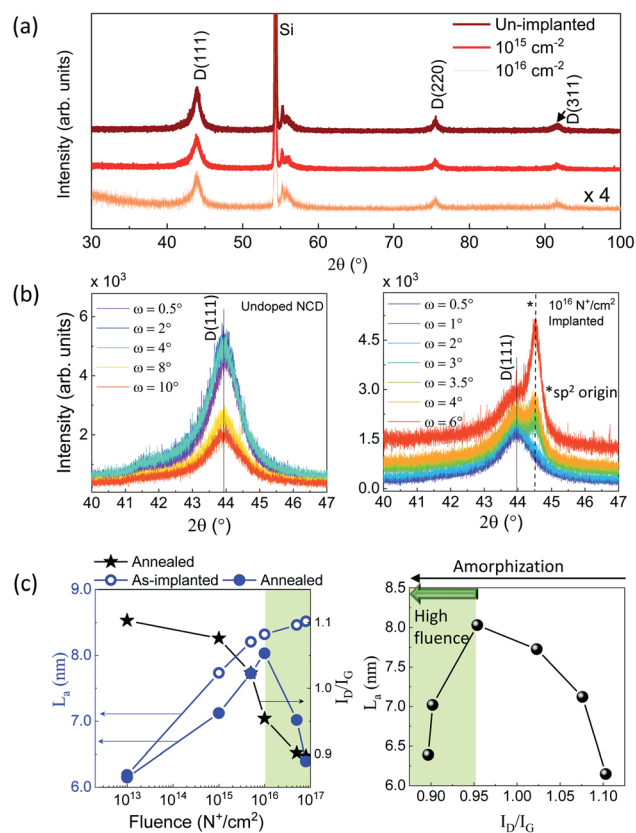 (a)
Intensity (arb. units)
D(111)
Si
D(220)
D(311)
Un-implanted
10¹⁵ cm⁻²
10¹⁶ cm⁻²
x 4
30 40 50 60 70 80 90 100
2θ (°)
(b)
x 10³
Intensity (arb. units)
6
4
2
ω = 0.5°
ω = 2°
ω = 4°
ω = 8°
ω = 10°
D(111)
Undoped NCD
40 41 42 43 44 45 46 47
2θ (°)
x 10³
4.5
3.0
1.5
0.0
ω = 0.5°
ω = 1°
ω = 2°
ω = 3°
ω = 3.5°
ω = 4°
ω = 6°
D(111)
*
10¹⁶ N⁺/cm²
Implanted
*sp² origin
40 41 42 43 44 45 46 47
2θ (°)
(c)
Annealed
As-implanted Annealed
Lₐ (nm)
9.0
8.0
7.0
6.0
1.1
1.0
0.9
I_D/I_G
10¹³ 10¹⁴ 10¹⁵ 10¹⁶ 10¹⁷
Fluence (N⁺/cm²)
Amorphization
High
fluence
Lₐ (nm)
8.5
8.0
7.5
7.0
6.5
6.0
0.90 0.95 1.00 1.05 1.10
I_D/I_G